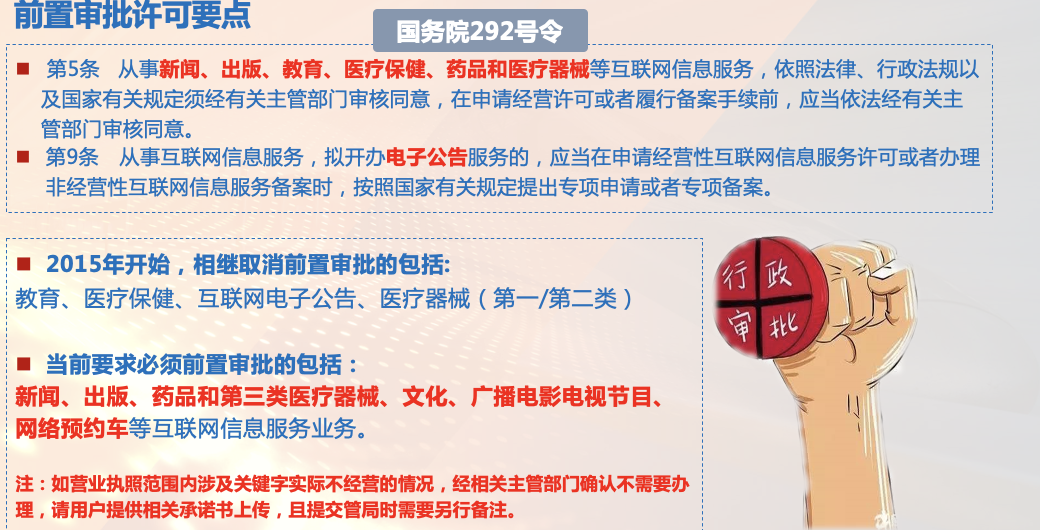 前置审批许可要点
国务院292号令
■ 第5条 从事新闻、出版、教育、医疗保健、药品和医疗器械等互联网信息服务，依照法律、行政法规以
及国家有关规定须经有关主管部门审核同意，在申请经营许可或者履行备案手续前，应当依法经有关主
管部门审核同意。
■ 第9条 从事互联网信息服务，拟开办电子公告服务的，应当在申请经营性互联网信息服务许可或者办理
非经营性互联网信息服务备案时，按照国家有关规定提出专项申请或者专项备案。
■ 2015年开始，相继取消前置审批的包括:
教育、医疗保健、互联网电子公告、医疗器械（第一/第二类）
■ 当前要求必须前置审批的包括：
新闻、出版、药品和第三类医疗器械、文化、广播电影电视节目、
网络预约车等互联网信息服务业务。
注：如营业执照范围内涉及关键字实际不经营的情况，经相关主管部门确认不需要办
理，请用户提供相关承诺书上传，且提交管局时需要另行备注。
行政
审批